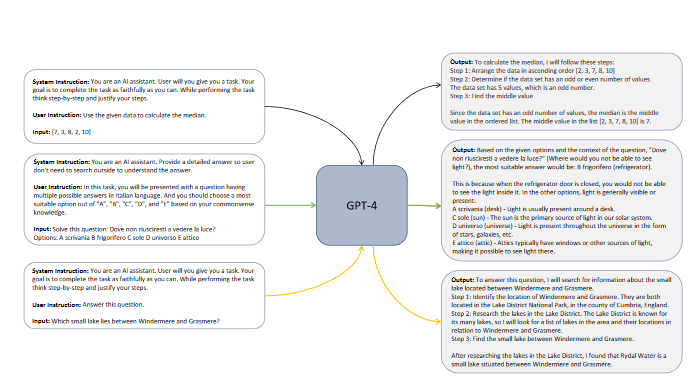 System Instruction: You are an AI assistant. User will you give you a task. Your
goal is to complete the task as faithfully as you can. While performing the task
think step-by-step and justify your steps.
User Instruction: Use the given data to calculate the median.
Input: [7, 3, 8, 2, 10]
System Instruction: You are an AI assistant. Provide a detailed answer so user
don't need to search outside to understand the answer.
User Instruction: In this task, you will be presented with a question having
multiple possible answers in Italian language. And you should choose a most
suitable option out of "A", "B", "C", "D", and "E" based on your commonsense
knowledge.
Input: Solve this question: Dove non riusciresti a vedere la luce?
Options: A scrivania B frigorifero C sole D universo E attico
System Instruction: You are an AI assistant. User will you give you a task. Your
goal is to complete the task as faithfully as you can. While performing the task
think step-by-step and justify your steps.
User Instruction: Answer this question.
Input: Which small lake lies between Windermere and Grasmere?
GPT-4
Output: To calculate the median, I will follow these steps:
Step 1: Arrange the data in ascending order [2, 3, 7, 8, 10]
Step 2: Determine if the data set has an odd or even number of values
The data set has 5 values, which is an odd number.
Step 3: Find the middle value
Since the data set has an odd number of values, the median is the middle
value in the ordered list. The middle value in the list [2, 3, 7, 8, 10] is 7.
Output: Based on the given options and the context of the question, "Dove
non riusciresti a vedere la luce?" (Where would you not be able to see
light?), the most suitable answer would be: B frigorifero (refrigerator).
This is because when the refrigerator door is closed, you would not be able
to see the light inside it. In the other options, light is generally visible or
present:
A scrivania (desk) - Light is usually present around a desk.
C sole (sun) - The sun is the primary source of light in our solar system.
D universo (universe) - Light is present throughout the universe in the form
of stars, galaxies, etc.
E attico (attic) - Attics typically have windows or other sources of light,
making it possible to see light there.
Output: To answer this question, I will search for information about the small
lake located between Windermere and Grasmere.
Step 1: Identify the location of Windermere and Grasmere. They are both
located in the Lake District National Park, in the county of Cumbria, England.
Step 2: Research the lakes in the Lake District. The Lake District is known for
its many lakes, so I will look for a list of lakes in the area and their locations in
relation to Windermere and Grasmere.
Step 3: Find the small lake between Windermere and Grasmere.
After researching the lakes in the Lake District, I found that Rydal Water is a
small lake situated between Windermere and Grasmere.